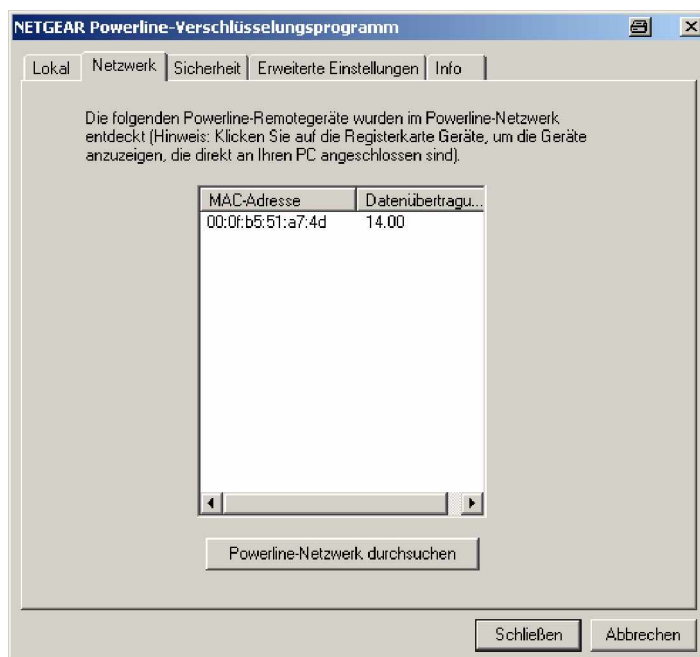 NETGEAR Powerline-Verschlüsselungsprogramm
Lokal Netzwerk Sicherheit Erweiterte Einstellungen Info
Die folgenden Powerline-Remotegeräte wurden im Powerline-Netzwerk
entdeckt (Hinweis: Klicken Sie auf die Registerkarte Geräte, um die Geräte
anzuzeigen, die direkt an Ihren PC angeschlossen sind).
MAC-Adresse Datenübertragu...
00:0f:b5:51:a7:4d 14.00
Powerline-Netzwerk durchsuchen
Schließen Abbrechen